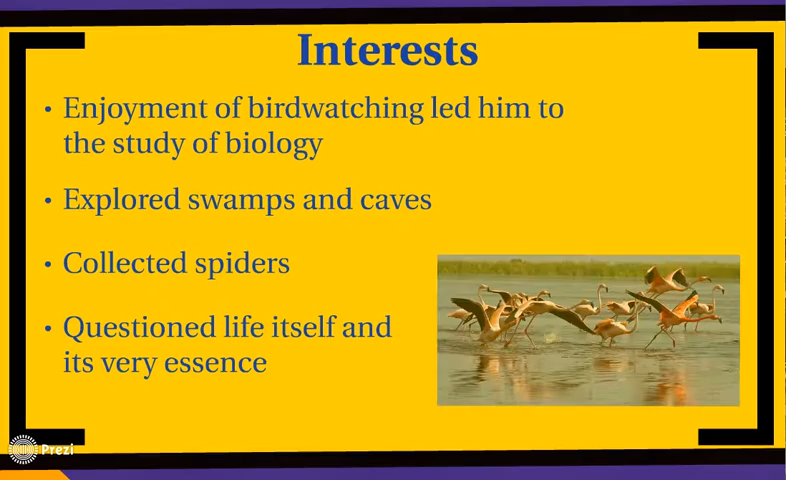 Interests
• Enjoyment of birdwatching led him to
the study of biology
• Explored swamps and caves
• Collected spiders
• Questioned life itself and
its very essence
Prezi